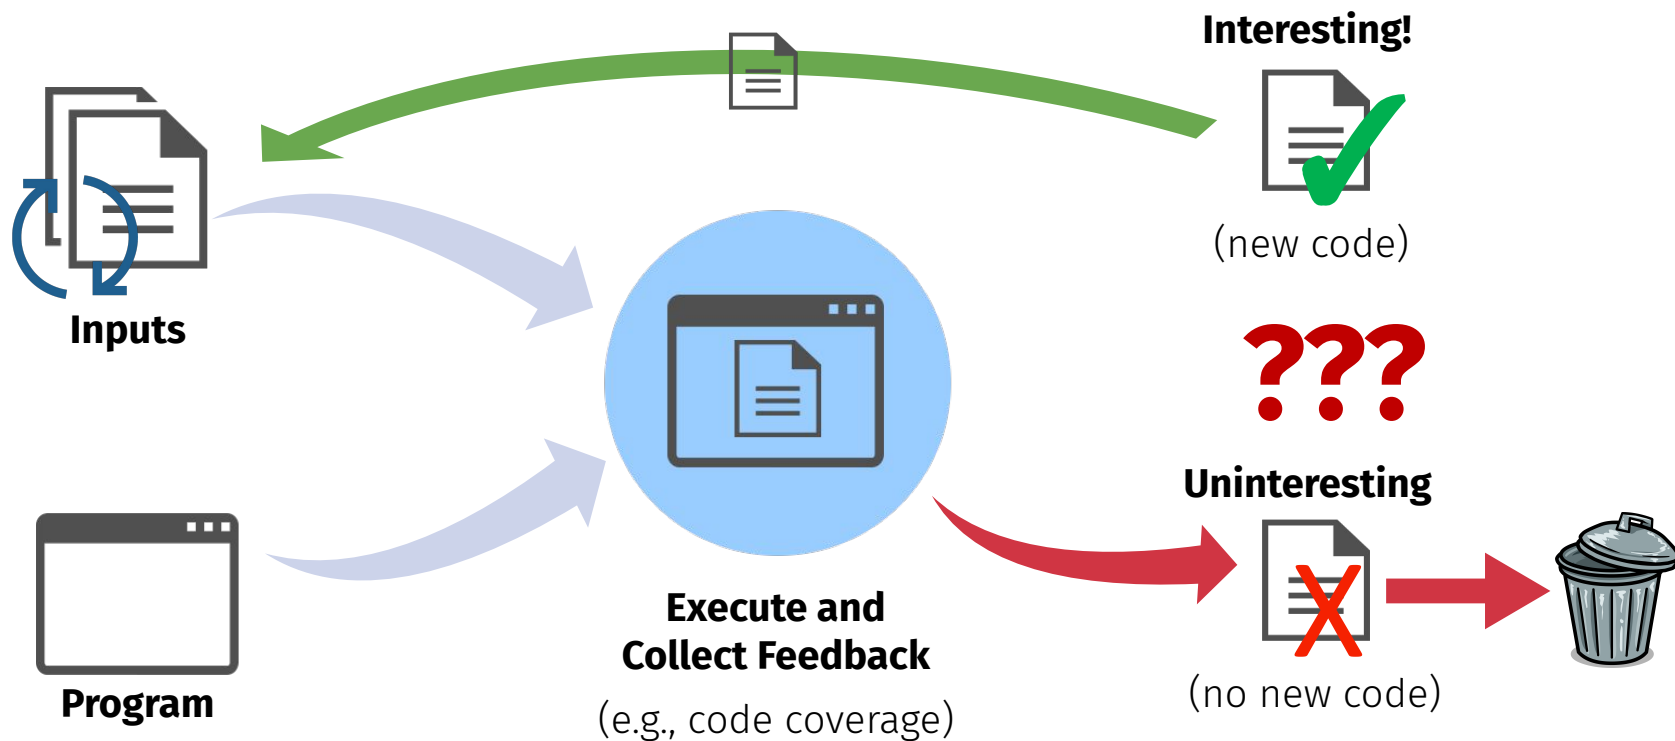 Interesting!
(new code)
Inputs
???
Uninteresting
(no new code)
Execute and
Collect Feedback
(e.g., code coverage)
Program